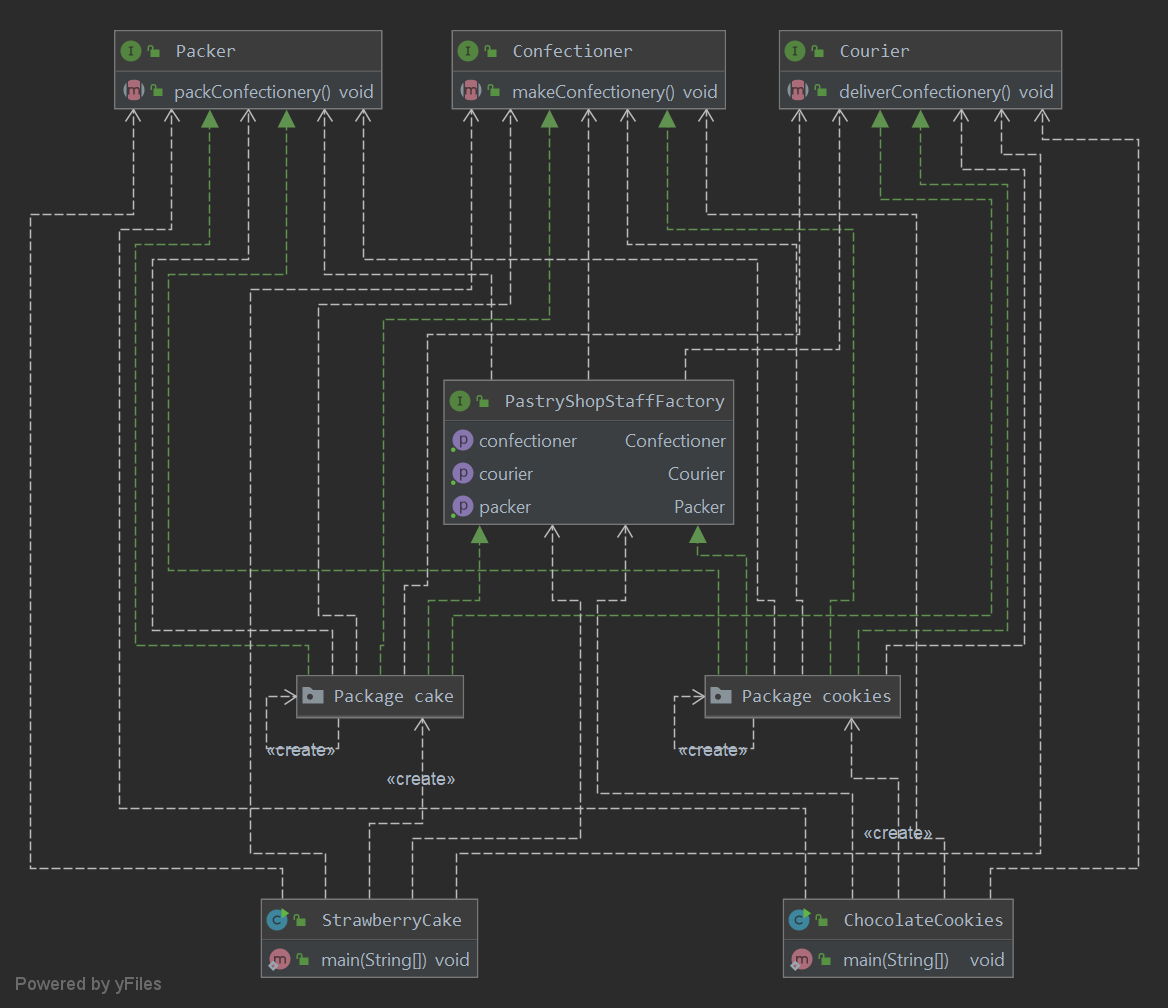 Packer
packConfectionery() void
Confectioner
makeConfectionery() void
Courier
deliverConfectionery() void
PastryShopStaffFactory
confectioner Confectioner
courier Courier
packer Packer
Package cake
Package cookies
«create»
«create»
«create»
«create»
StrawberryCake
main(String[]) void
ChocolateCookies
main(String[]) void
Powered by yFiles